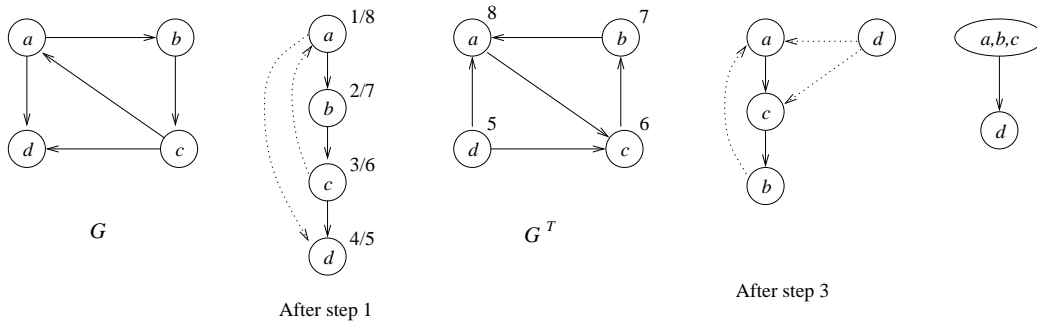 1/8 8 7
a b a a b a d a,b,c
2/7
b
5 6 c d
d c 3/6 d c
c b
4/5
G d G T
After step 1 After step 3